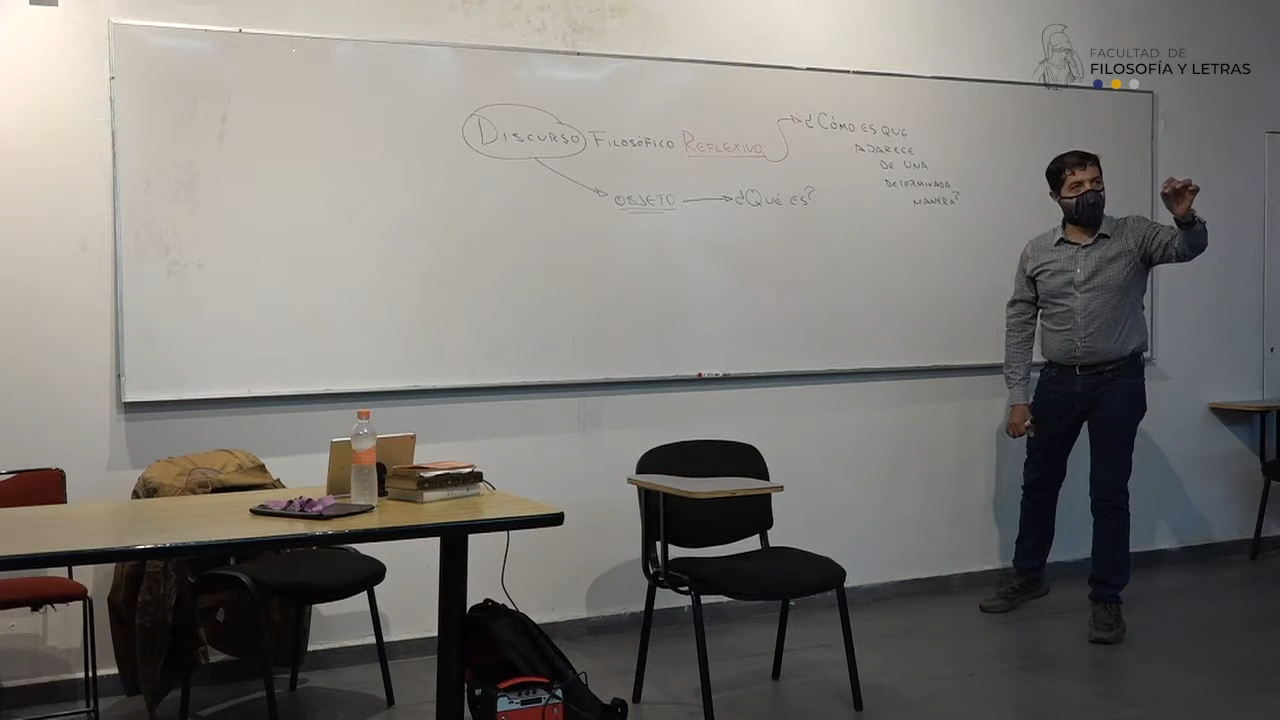 FACULTAD DE
FILOSOFÍA Y LETRAS
DISCURSO FILOSÓFICO REFLEXIVO
¿CÓMO ES QUE
APARECE
DE UNA
DETERMINADA
MANERA?
OBJETO
¿QUÉ ES?